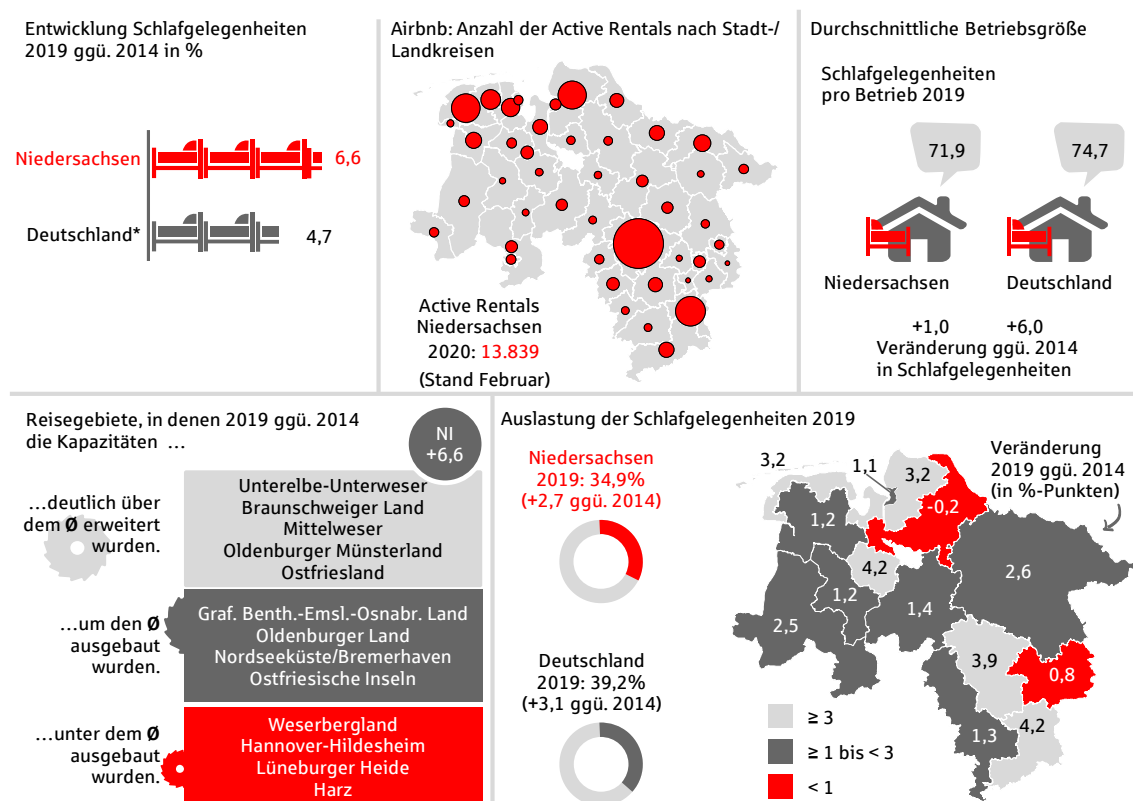 Entwicklung Schlafgelegenheiten
2019 ggü. 2014 in %
Niedersachsen
6,6
Deutschland*
4,7
Airbnb: Anzahl der Active Rentals nach Stadt-/
Landkreisen
Active Rentals
Niedersachsen
2020: 13.839
(Stand Februar)
Durchschnittliche Betriebsgröße
Schlafgelegenheiten
pro Betrieb 2019
71,9
74,7
Niedersachsen
Deutschland
+1,0
+6,0
Veränderung ggü. 2014
in Schlafgelegenheiten
Reisegebiete, in denen 2019 ggü. 2014
die Kapazitäten …
NI
+6,6
…deutlich über
dem Ø erweitert
wurden.
Unterelbe-Unterweser
Braunschweiger Land
Mittelweser
Oldenburger Münsterland
Ostfriesland
…um den Ø
ausgebaut
wurden.
Graf. Benth.-Emsl.-Osnabr. Land
Oldenburger Land
Nordseeküste/Bremerhaven
Ostfriesische Inseln
…unter dem Ø
ausgebaut
wurden.
Weserbergland
Hannover-Hildesheim
Lüneburger Heide
Harz
Auslastung der Schlafgelegenheiten 2019
Niedersachsen
2019: 34,9%
(+2,7 ggü. 2014)
Deutschland
2019: 39,2%
(+3,1 ggü. 2014)
Veränderung
2019 ggü. 2014
(in %-Punkten)
3,2
1,1
3,2
-0,2
1,2
4,2
2,6
1,2
1,4
2,5
3,9
0,8
4,2
1,3
≥ 3
≥ 1 bis < 3
< 1